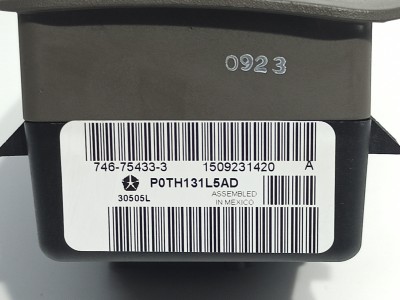 0923
746-75433-3 1509231420 A
P0TH131L5AD
30505L
ASSEMBLED
IN MEXICO